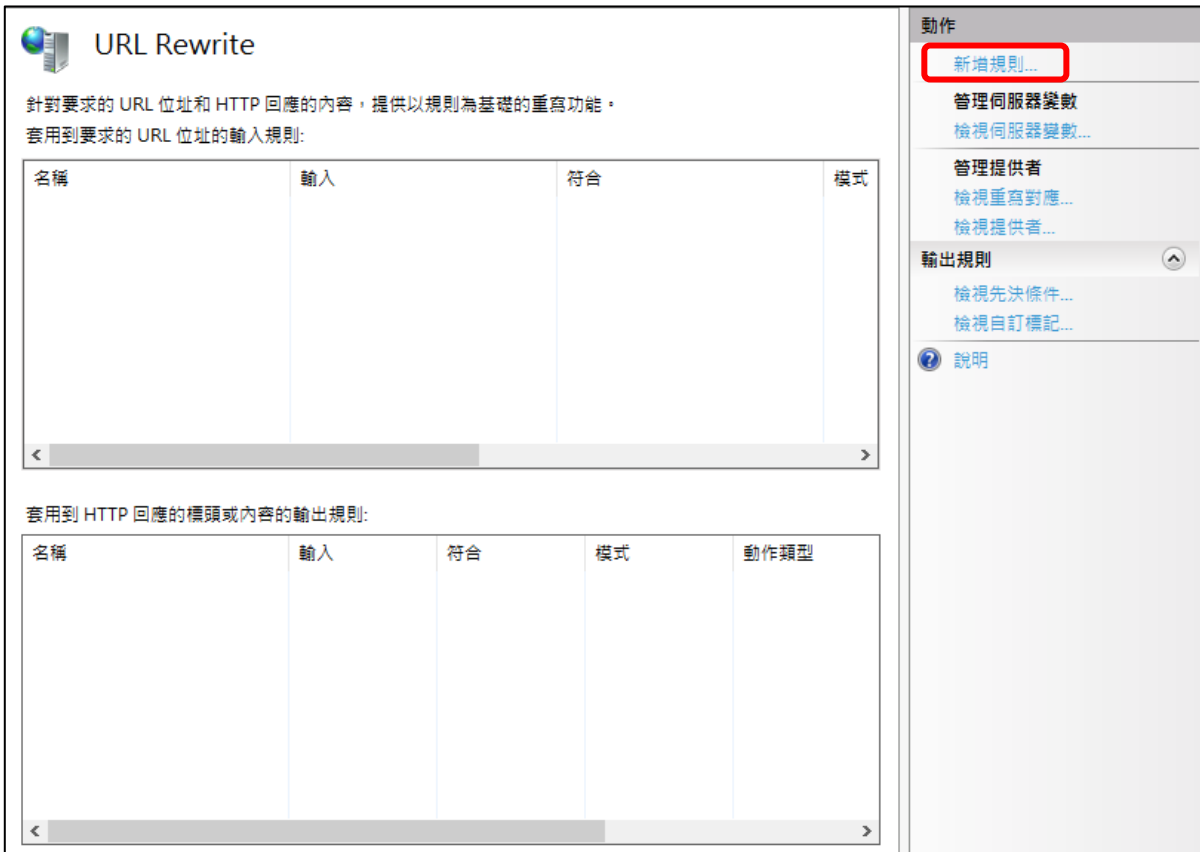 URL Rewrite
針對要求的 URL 位址和 HTTP 回應的內容，提供以規則為基礎的重寫功能。
套用到要求的 URL 位址的輸入規則:
名稱 輸入 符合 模式
套用到 HTTP 回應的標頭或內容的輸出規則:
名稱 輸入 符合 模式 動作類型
動作
新增規則...
管理伺服器變數
檢視伺服器變數...
管理提供者
檢視重寫對應...
檢視提供者...
輸出規則
檢視先決條件...
檢視自訂標記...
說明